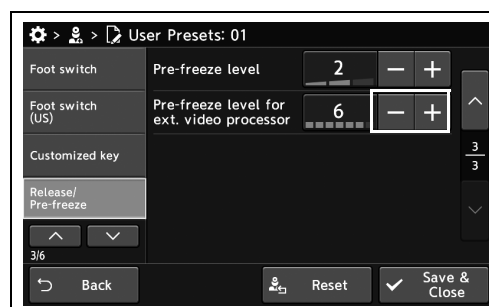 > > User Presets: 01
Foot switch
Pre-freeze level
2
− +
Foot switch
(US)
Pre-freeze level for
ext. video processor
6
− +
Customized key
3
3
Release/
Pre-freeze
3/6
Back
Reset
Save &
Close